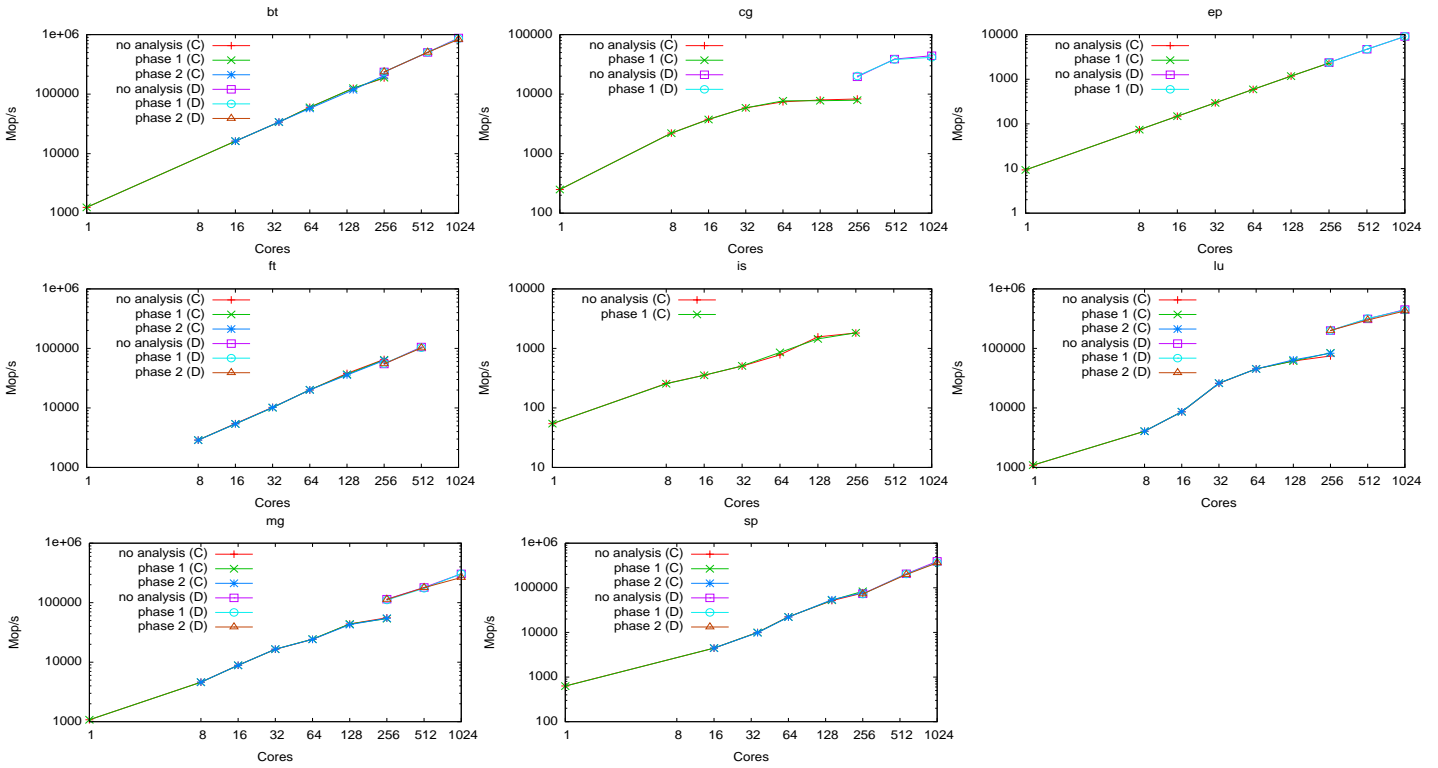 bt
1e+06
100000
10000
1000
Mop/s
no analysis (C)
phase 1 (C)
phase 2 (C)
no analysis (D)
phase 1 (D)
phase 2 (D)
1 8 16 32 64 128 256 512 1024
Cores
cg
100000
10000
1000
100
Mop/s
no analysis (C)
phase 1 (C)
no analysis (D)
phase 1 (D)
1 8 16 32 64 128 256 512 1024
Cores
ep
10000
1000
100
10
1
Mop/s
no analysis (C)
phase 1 (C)
no analysis (D)
phase 1 (D)
1 8 16 32 64 128 256 512 1024
Cores
ft
1e+06
100000
10000
1000
Mop/s
no analysis (C)
phase 1 (C)
phase 2 (C)
no analysis (D)
phase 1 (D)
phase 2 (D)
1 8 16 32 64 128 256 512 1024
Cores
is
10000
1000
100
10
Mop/s
no analysis (C)
phase 1 (C)
1 8 16 32 64 128 256 512 1024
Cores
lu
1e+06
100000
10000
1000
Mop/s
no analysis (C)
phase 1 (C)
phase 2 (C)
no analysis (D)
phase 1 (D)
phase 2 (D)
1 8 16 32 64 128 256 512 1024
Cores
mg
1e+06
100000
10000
1000
Mop/s
no analysis (C)
phase 1 (C)
phase 2 (C)
no analysis (D)
phase 1 (D)
phase 2 (D)
1 8 16 32 64 128 256 512 1024
Cores
sp
1e+06
100000
10000
1000
100
Mop/s
no analysis (C)
phase 1 (C)
phase 2 (C)
no analysis (D)
phase 1 (D)
phase 2 (D)
1 8 16 32 64 128 256 512 1024
Cores